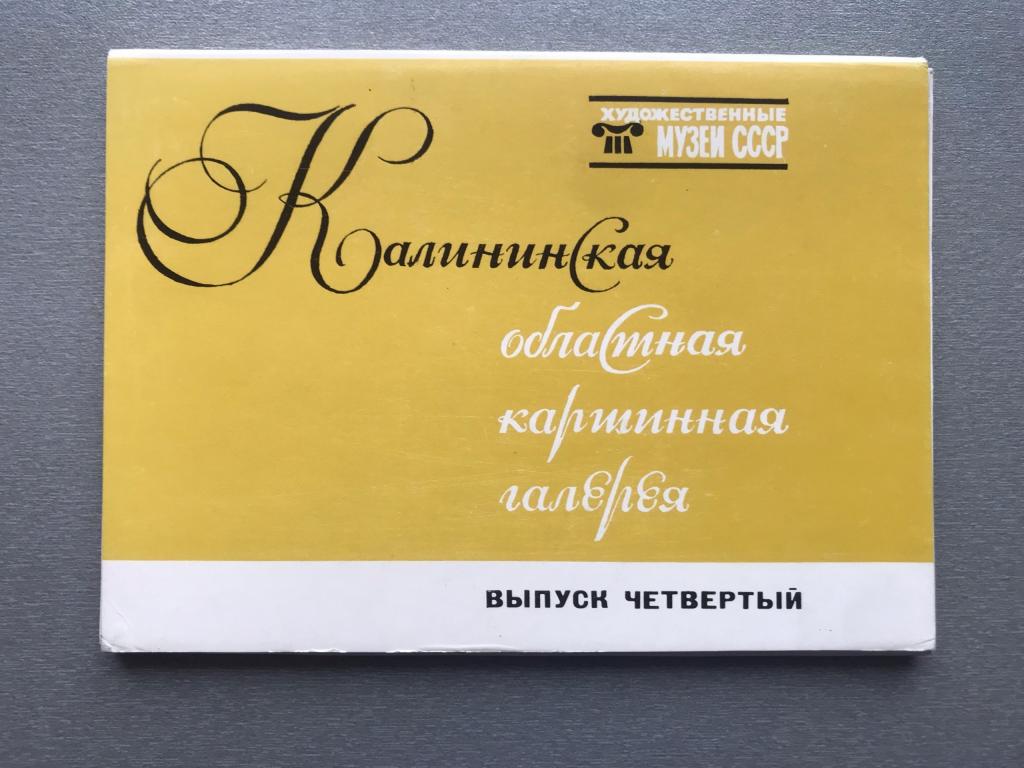 ХУДОЖЕСТВЕННЫЕ
МУЗЕИ СССР
Калининская
областная
картинная
галерея
ВЫПУСК ЧЕТВЕРТЫЙ